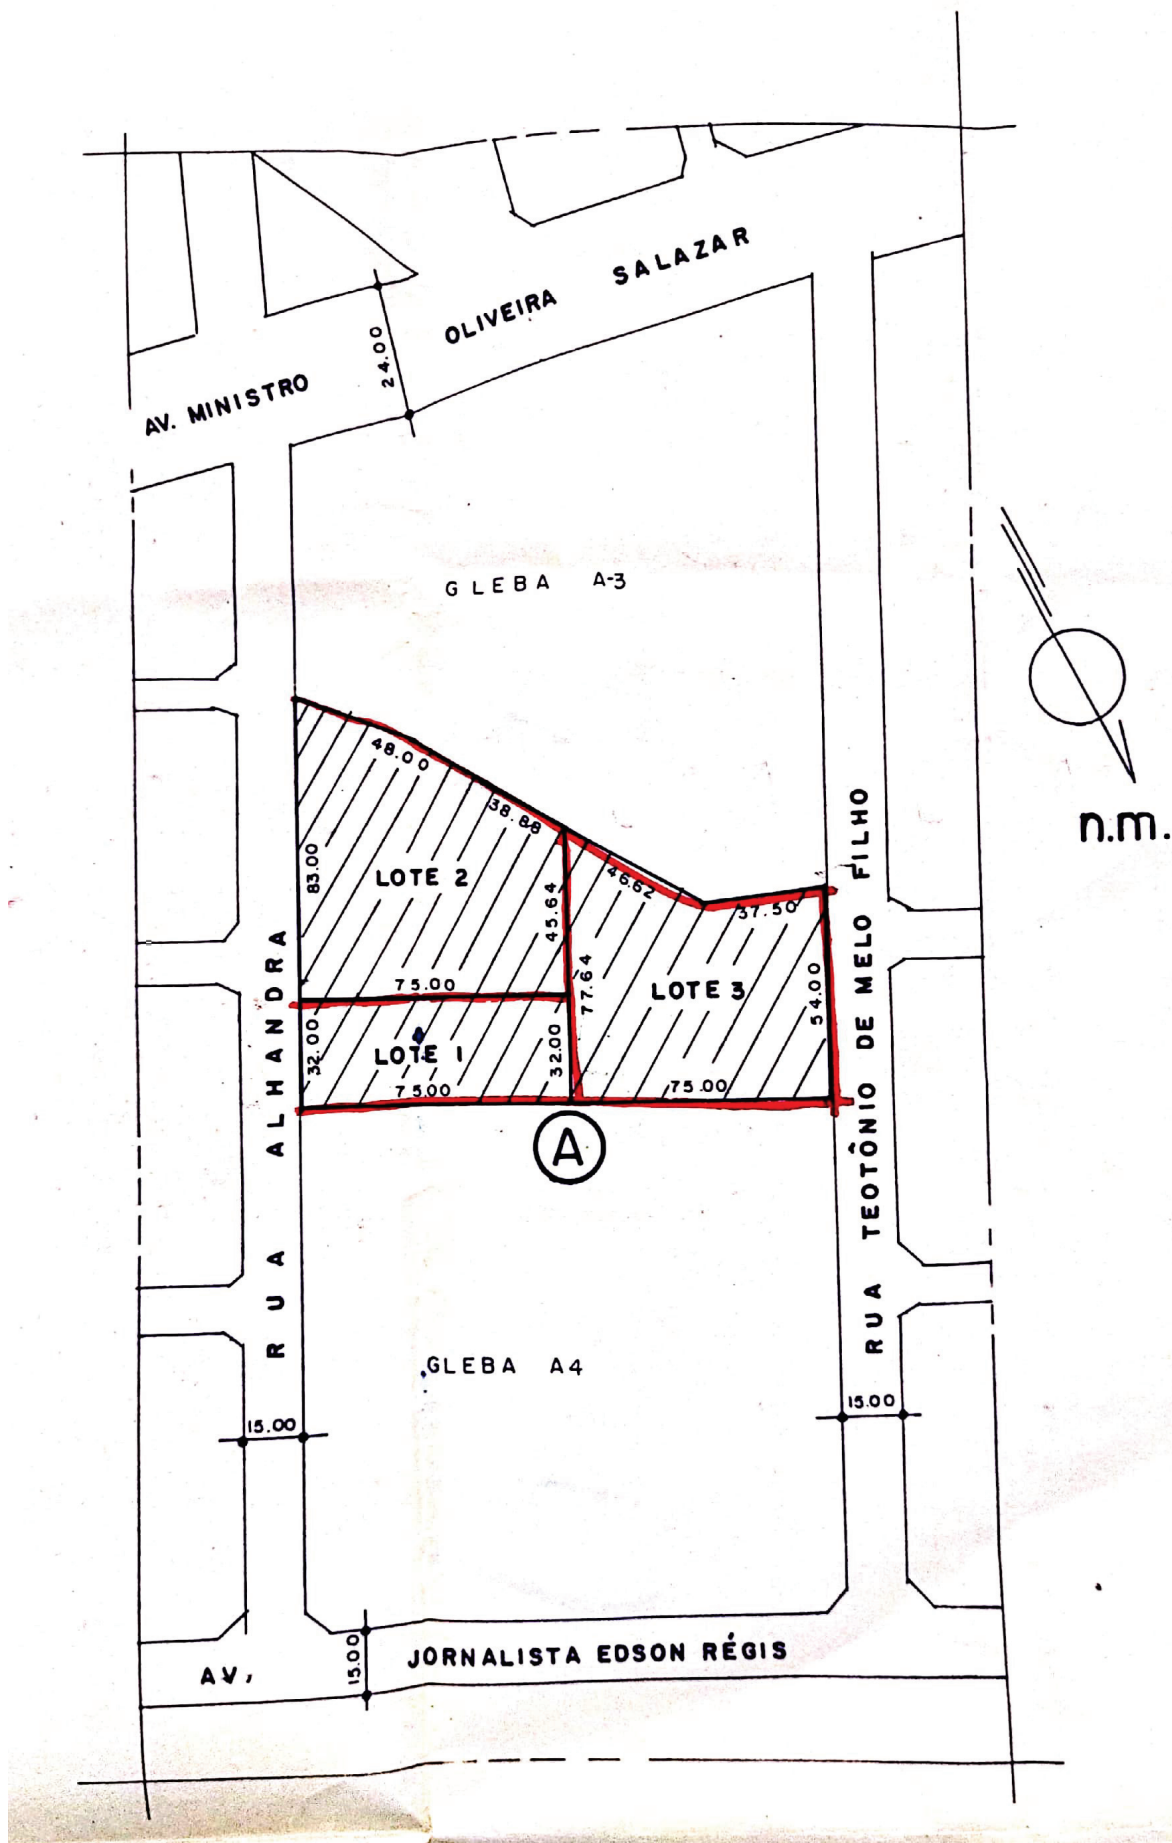 SALAZAR
OLIVEIRA
24.00
AV. MINISTRO
GLEBA A-3
48.00
38.88
83.00
LOTE 2
45.64
46.62
37.50
77.64
LOTE 3
54.00
75.00
32.00
LOTE 1
32.00
75.00
75.00
A
n.m.
RUA ALHANDRA
RUA TEOTÔNIO DE MELO FILHO
GLEBA A4
15.00
15.00
15.00
AV. JORNALISTA EDSON RÉGIS